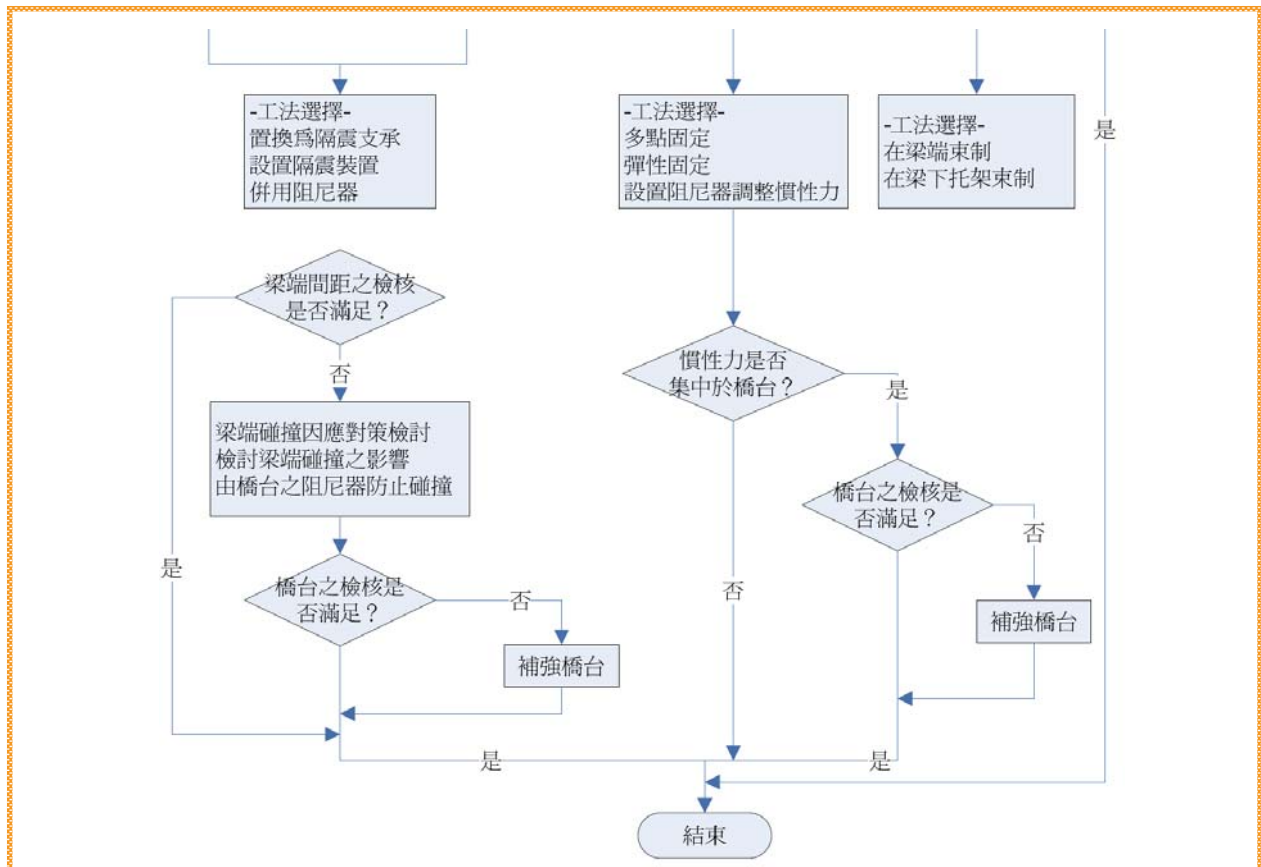 -工法選擇-
置換爲隔震支承
設置隔震裝置
併用阻尼器
-工法選擇-
多點固定
彈性固定
設置阻尼器調整慣性力
-工法選擇-
在梁端束制
在梁下托架束制
是
梁端間距之檢核
是否滿足？
否
慣性力是否
集中於橋台？
是
梁端碰撞因應對策檢討
檢討梁端碰撞之影響
由橋台之阻尼器防止碰撞
橋台之檢核是
否滿足？
否
是
橋台之檢核是
否滿足？
否
補強橋台
否
補強橋台
是
是
結束